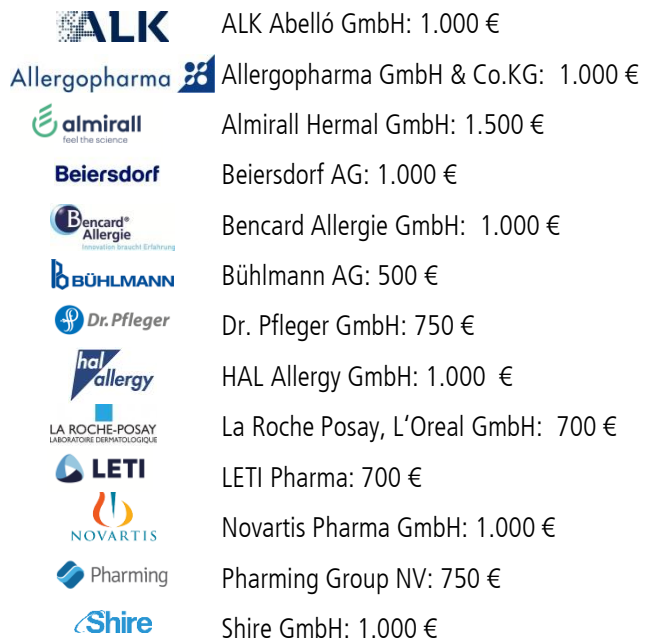 ALK ALK Abelló GmbH: 1.000 €
Allergopharma Allergopharma GmbH & Co.KG: 1.000 €
almirall
feel the science
Almirall Hermal GmbH: 1.500 €
Beiersdorf Beiersdorf AG: 1.000 €
Bencard®
Allergie
Innovation braucht Erfahrung
Bencard Allergie GmbH: 1.000 €
BÜHLMANN Bühlmann AG: 500 €
Dr. Pfleger Dr. Pfleger GmbH: 750 €
hal
allergy
HAL Allergy GmbH: 1.000 €
LA ROCHE-POSAY
LABORATOIRE DERMATOLOGIQUE
La Roche Posay, L‘Oreal GmbH: 700 €
LETI LETI Pharma: 700 €
NOVARTIS Novartis Pharma GmbH: 1.000 €
Pharming Pharming Group NV: 750 €
Shire Shire GmbH: 1.000 €